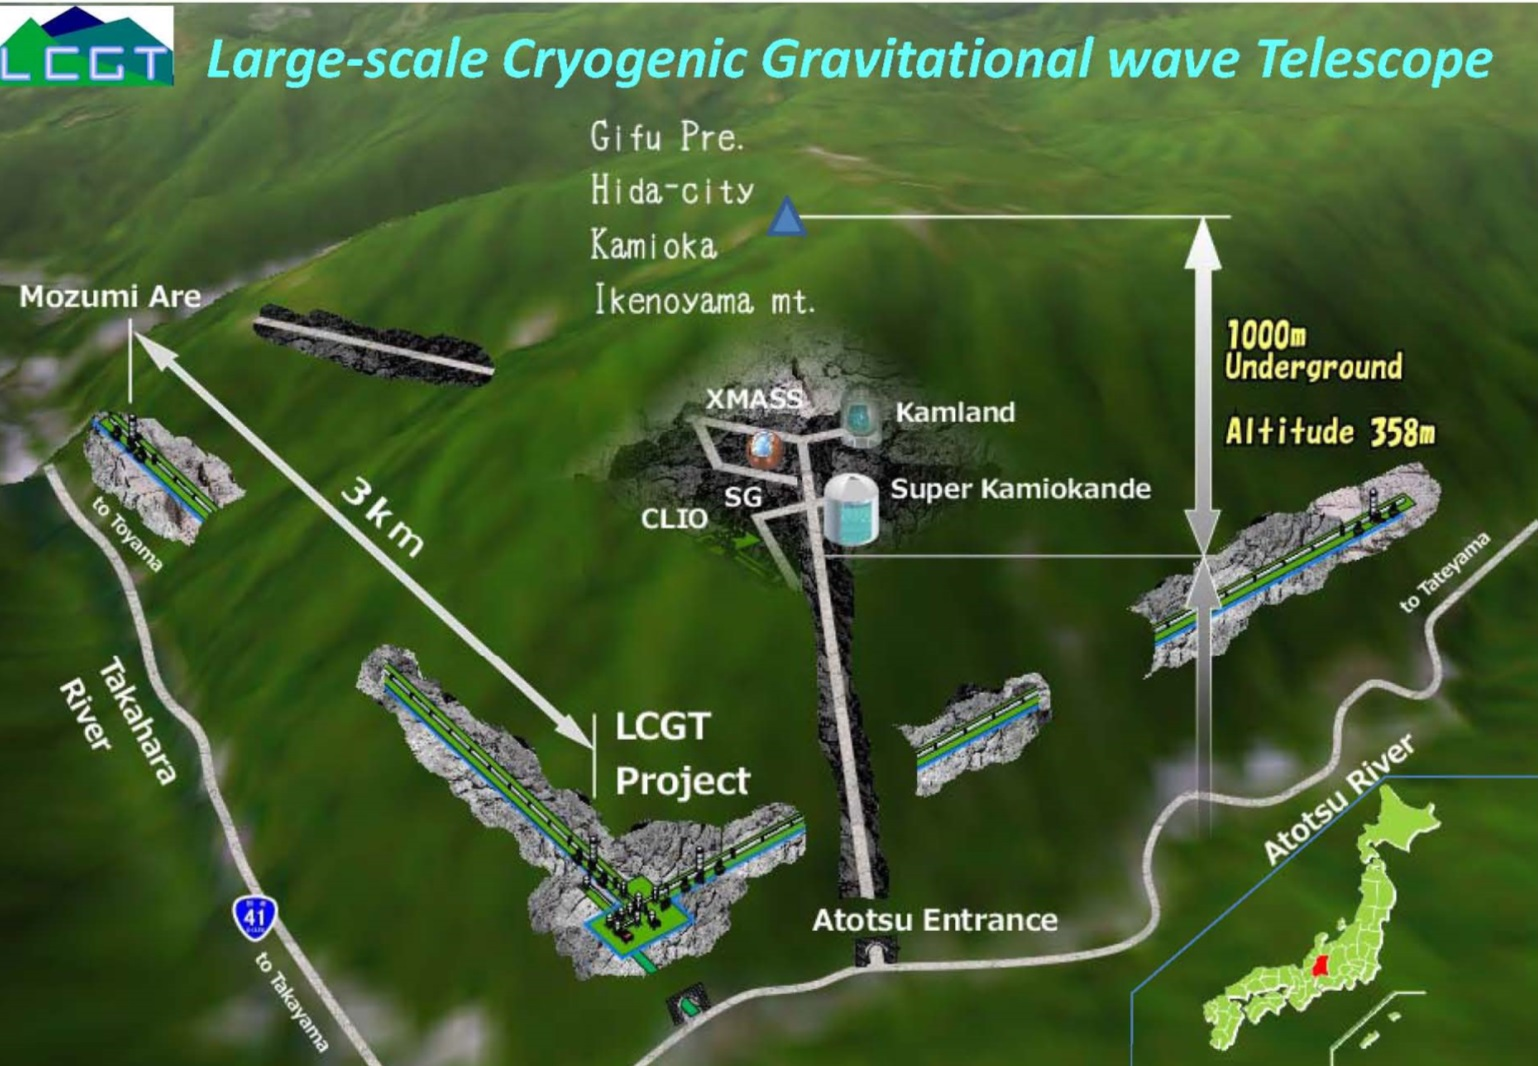 LCGT
Large-scale Cryogenic Gravitational wave Telescope
Gifu Pre.
Hida-city
Kamioka
Ikenoyama mt.
Mozumi Are
1000m
Underground
Altitude 358m
XMASS
Kamland
SG
Super Kamiokande
CLIO
3km
to Toyama
to Tateyama
Takahara
River
LCGT
Project
Atotsu River
Atotsu Entrance
41
to Takayama